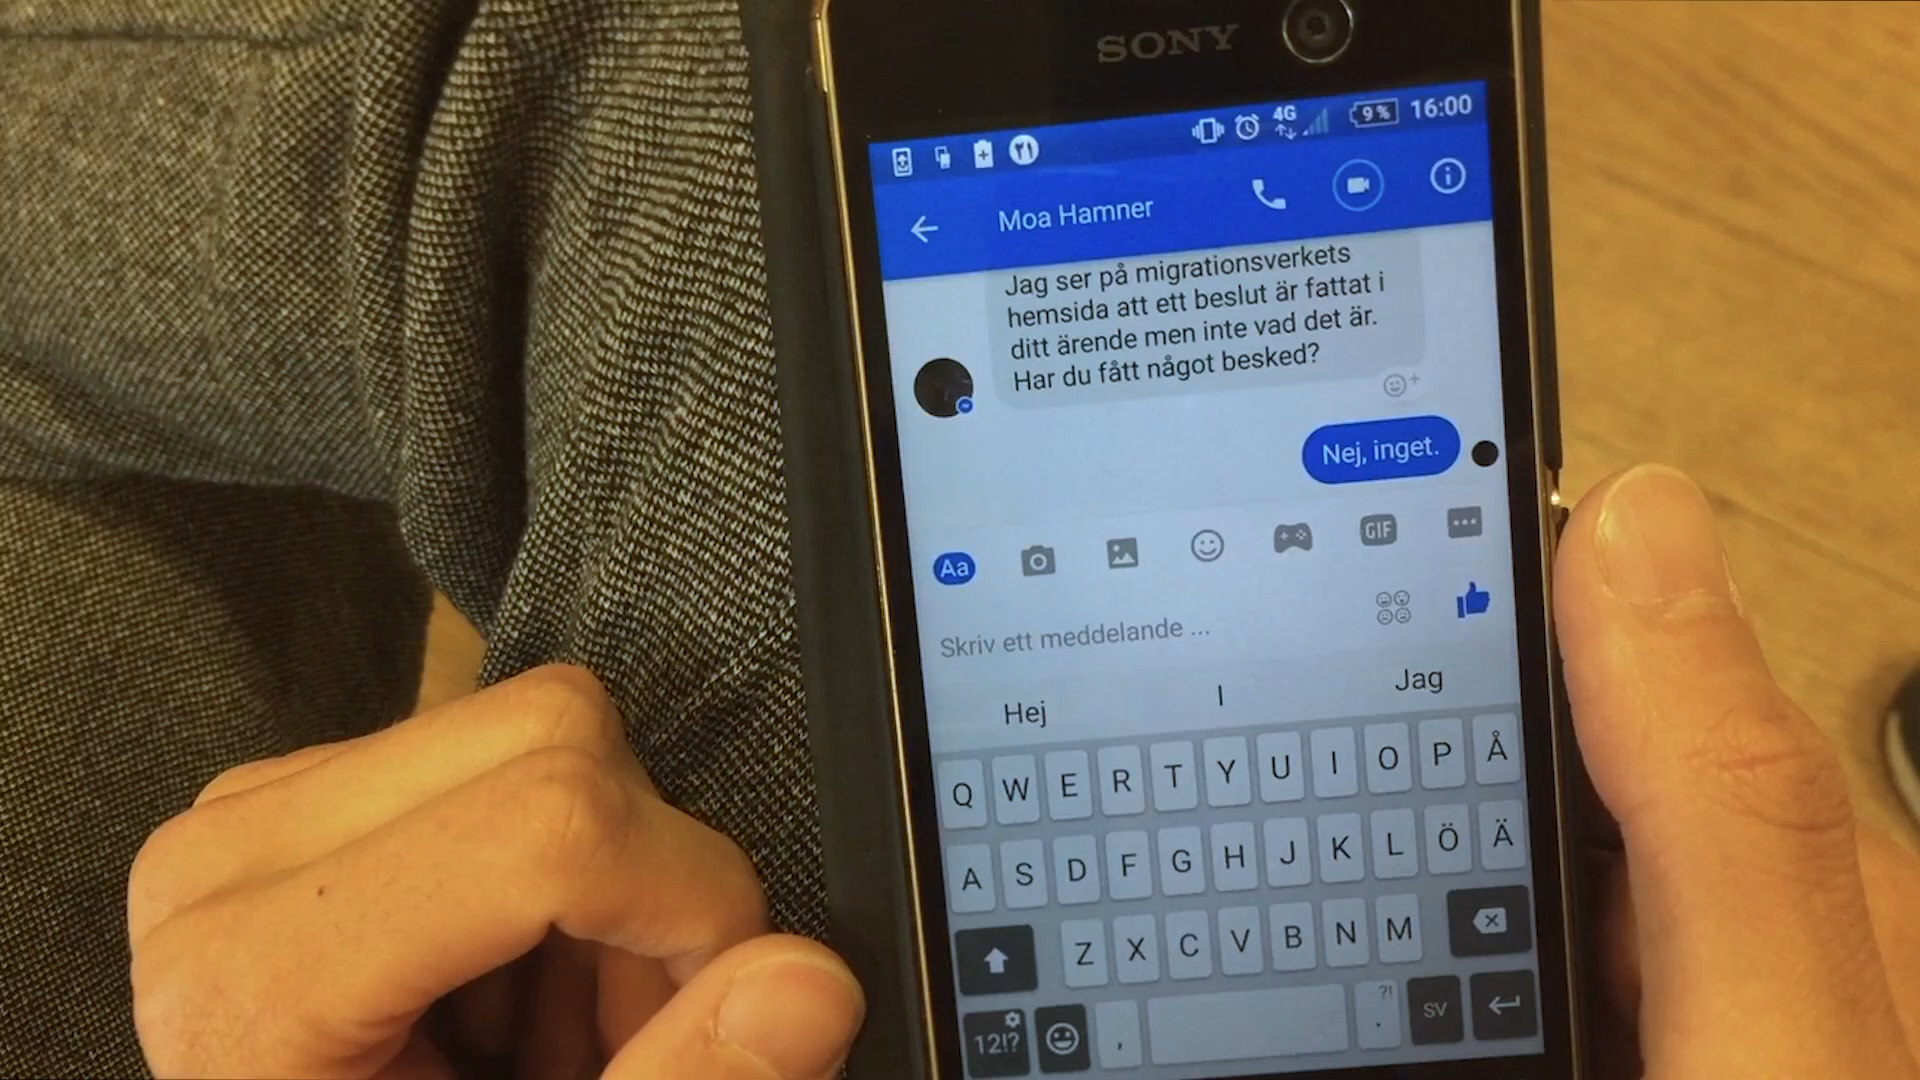 SONY
4G
9%
16:00
۲۱
Moa Hamner
Jag ser på migrationsverkets
hemsida att ett beslut är fattat i
ditt ärende men inte vad det är.
Har du fått något besked?
Nej, inget.
Aa
GIF
Skriv ett meddelande ...
Hej
I
Jag
Q W E R T Y U I O P Å
A S D F G H J K L Ö Ä
Z X C V B N M
12!? , . ?! SV